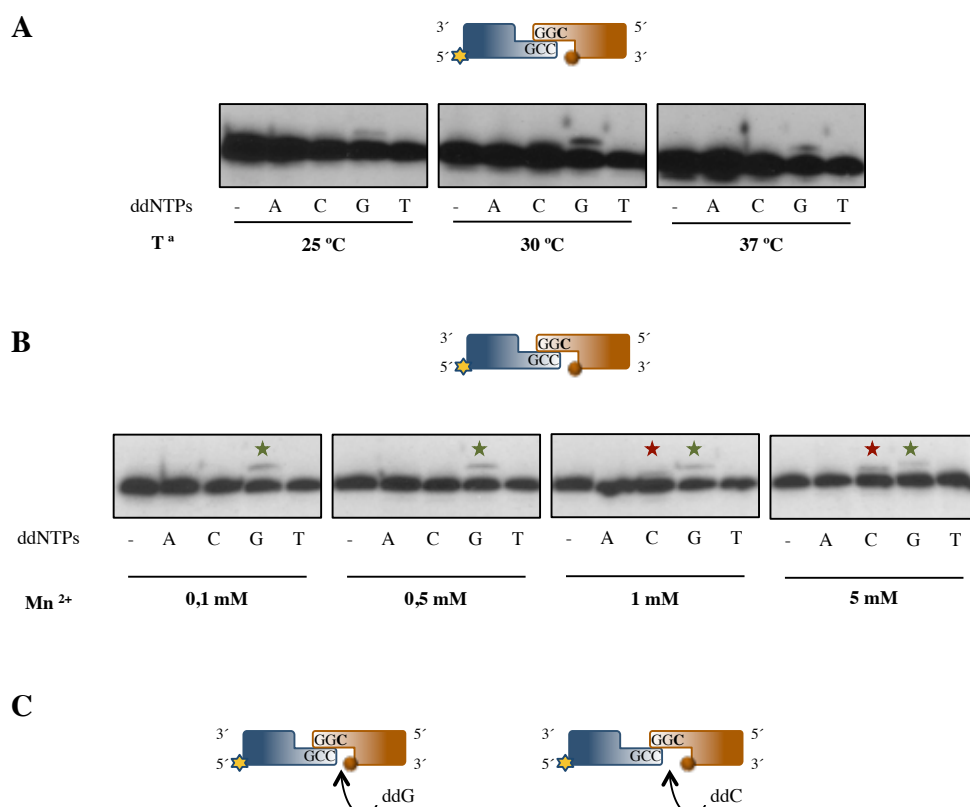 A
3´ GGC 5´
5´ GCC 3´
ddNTPs - A C G T - A C G T - A C G T
T ª 25 ºC 30 ºC 37 ºC
B
3´ GGC 5´
5´ GCC 3´
ddNTPs - A C G T - A C G T - A C G T - A C G T
Mn 2+ 0,1 mM 0,5 mM 1 mM 5 mM
C
3´ GGC 5´ 3´ GGC 5´
5´ GCC 3´ 5´ GCC 3´
ddG ddC